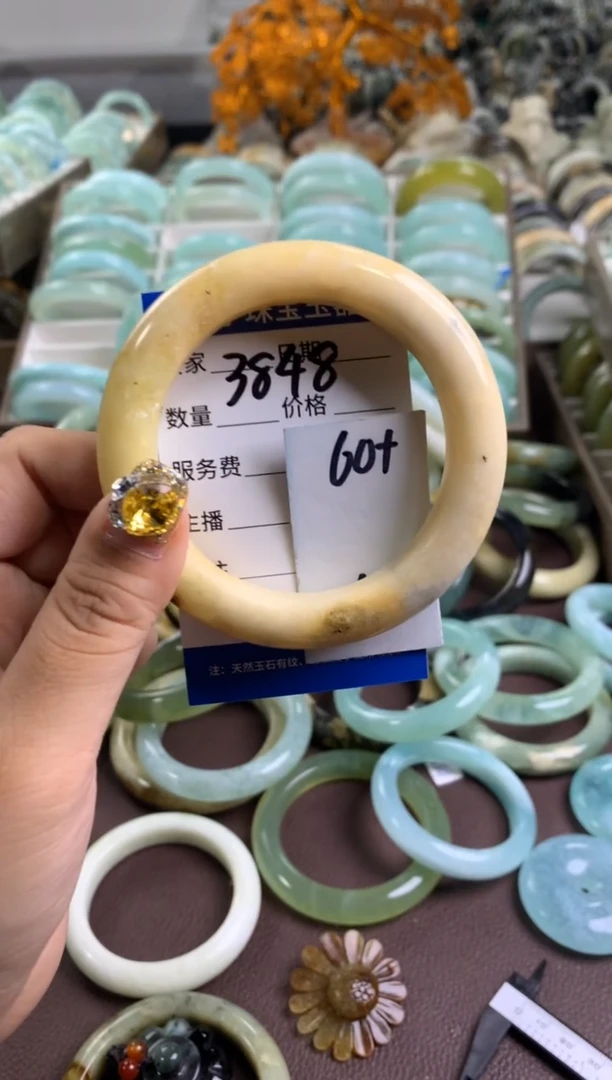 珠宝玉器
家 3848 日期
数量 价格
服务费 60+
主播
注：天然玉石有纹、